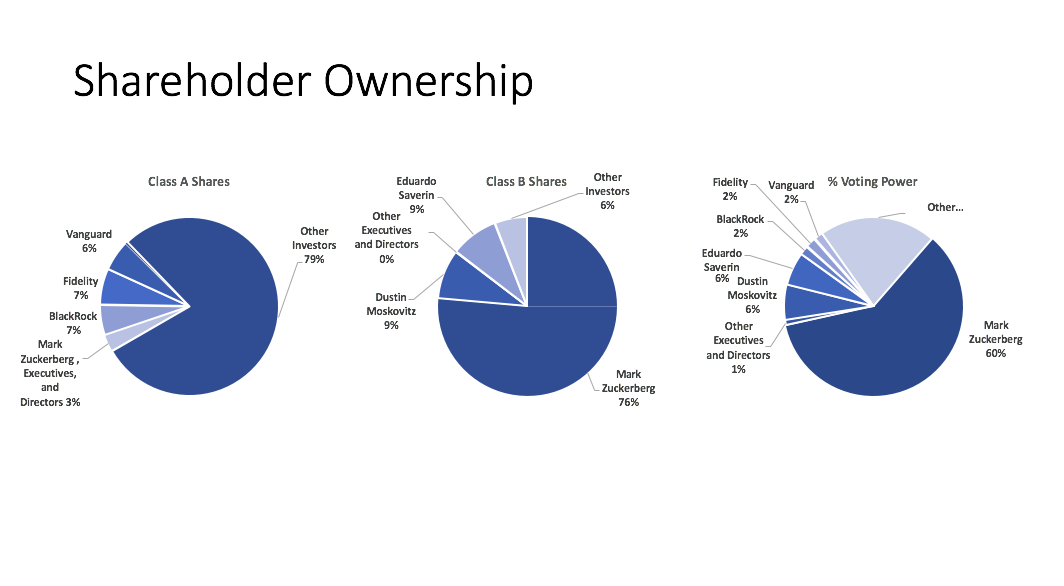 Shareholder Ownership
Class A Shares
Vanguard
6%
Fidelity
7%
BlackRock
7%
Mark
Zuckerberg ,
Executives,
and
Directors 3%
Other
Investors
79%
Class B Shares
Eduardo
Saverin
9%
Other
Executives
and Directors
0%
Dustin
Moskovitz
9%
Other
Investors
6%
Mark
Zuckerberg
76%
% Voting Power
Fidelity
2%
Vanguard
2%
BlackRock
2%
Eduardo
Saverin
6%
Dustin
Moskovitz
6%
Other
Executives
and Directors
1%
Other...
Mark
Zuckerberg
60%